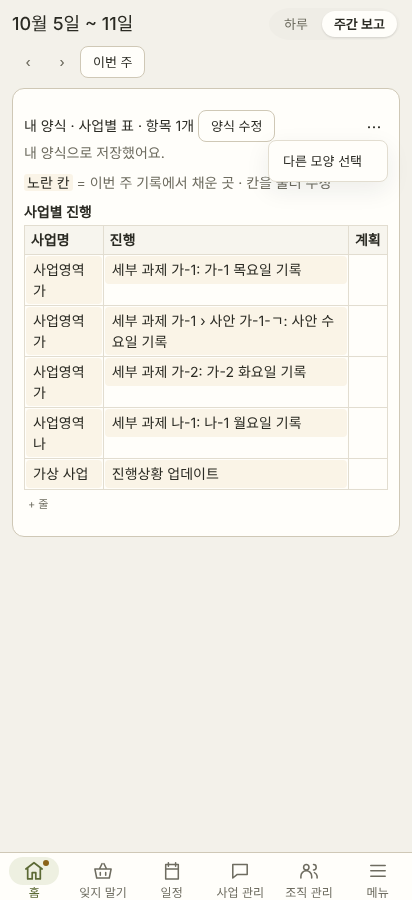 10월 5일 ~ 11일
하루
주간 보고
‹
›
이번 주
내 양식 · 사업별 표 · 항목 1개
양식 수정
…
내 양식으로 저장했어요.
다른 모양 선택
노란 칸 = 이번 주 기록에서 채운 곳 · 칸을
사업별 진행
사업명
진행
계획
사업영역
가
세부 과제 가-1: 가-1 목요일 기록
사업영역
가
세부 과제 가-1 › 사안 가-1-ㄱ: 사안 수
요일 기록
사업영역
가
세부 과제 가-2: 가-2 화요일 기록
사업영역
나
세부 과제 나-1: 나-1 월요일 기록
가상 사업
진행상황 업데이트
+ 줄
홈
잊지 말기
일정
사업 관리
조직 관리
메뉴